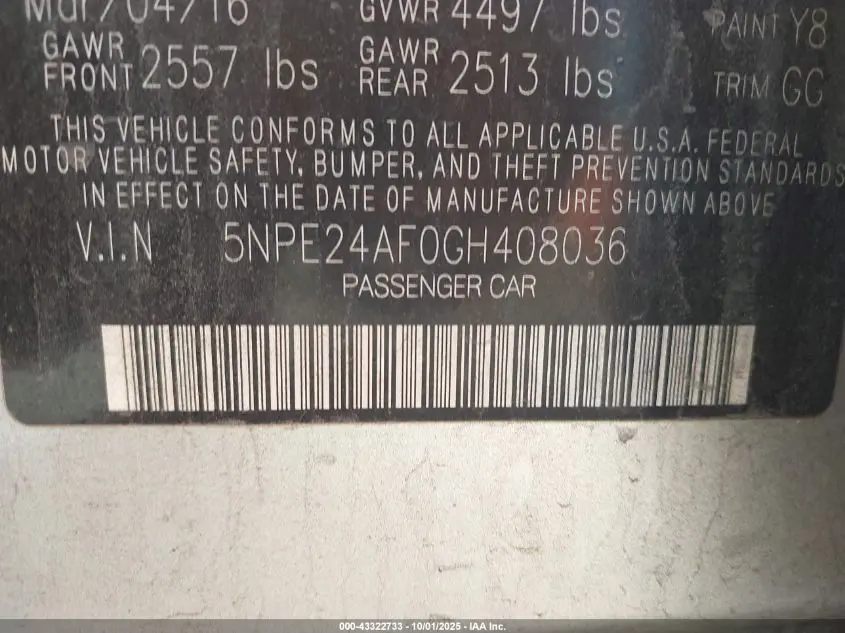 Mar/04/16 GVWR 4497 lbs PAINT Y8
GAWR FRONT 2557 lbs GAWR REAR 2513 lbs TRIM GG
THIS VEHICLE CONFORMS TO ALL APPLICABLE U.S.A. FEDERAL
MOTOR VEHICLE SAFETY, BUMPER, AND THEFT PREVENTION STANDARDS
IN EFFECT ON THE DATE OF MANUFACTURE SHOWN ABOVE
V.I.N 5NPE24AF0GH408036
PASSENGER CAR
000-43322733 - 10/01/2025 - IAA Inc.